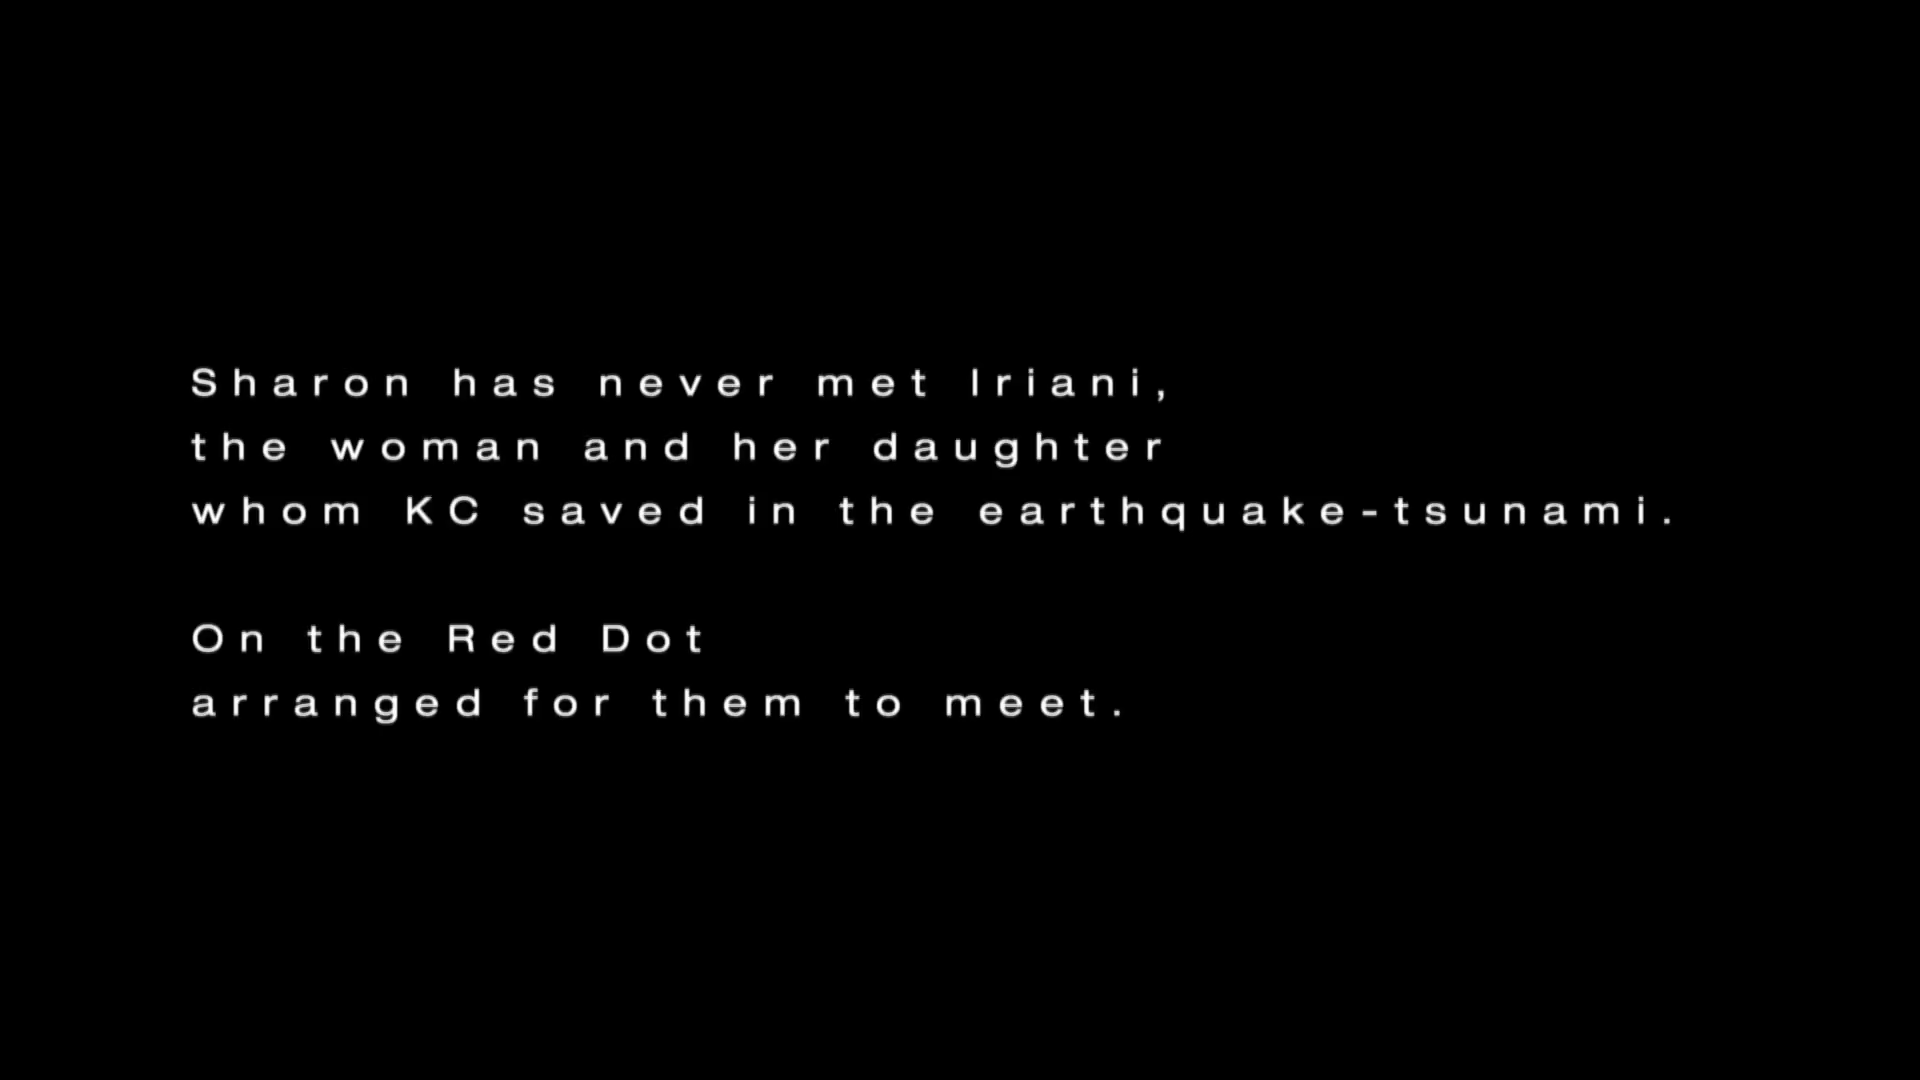 Sharon has never met Iriani,
the woman and her daughter
whom KC saved in the earthquake-tsunami.
On the Red Dot
arranged for them to meet.